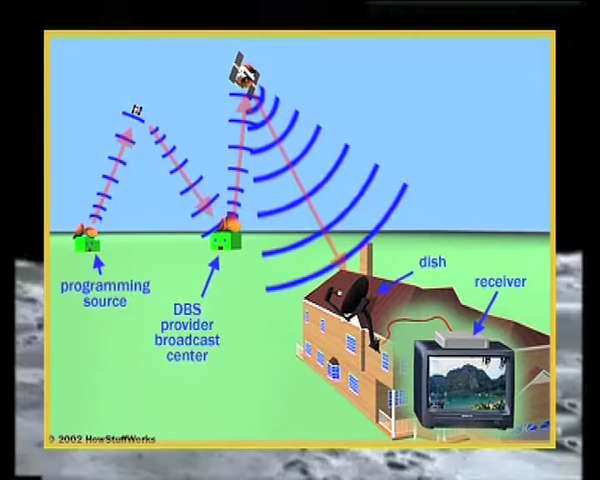 dish
receiver
programming
source
DBS
provider
broadcast
center
© 2002 HowStuffWorks